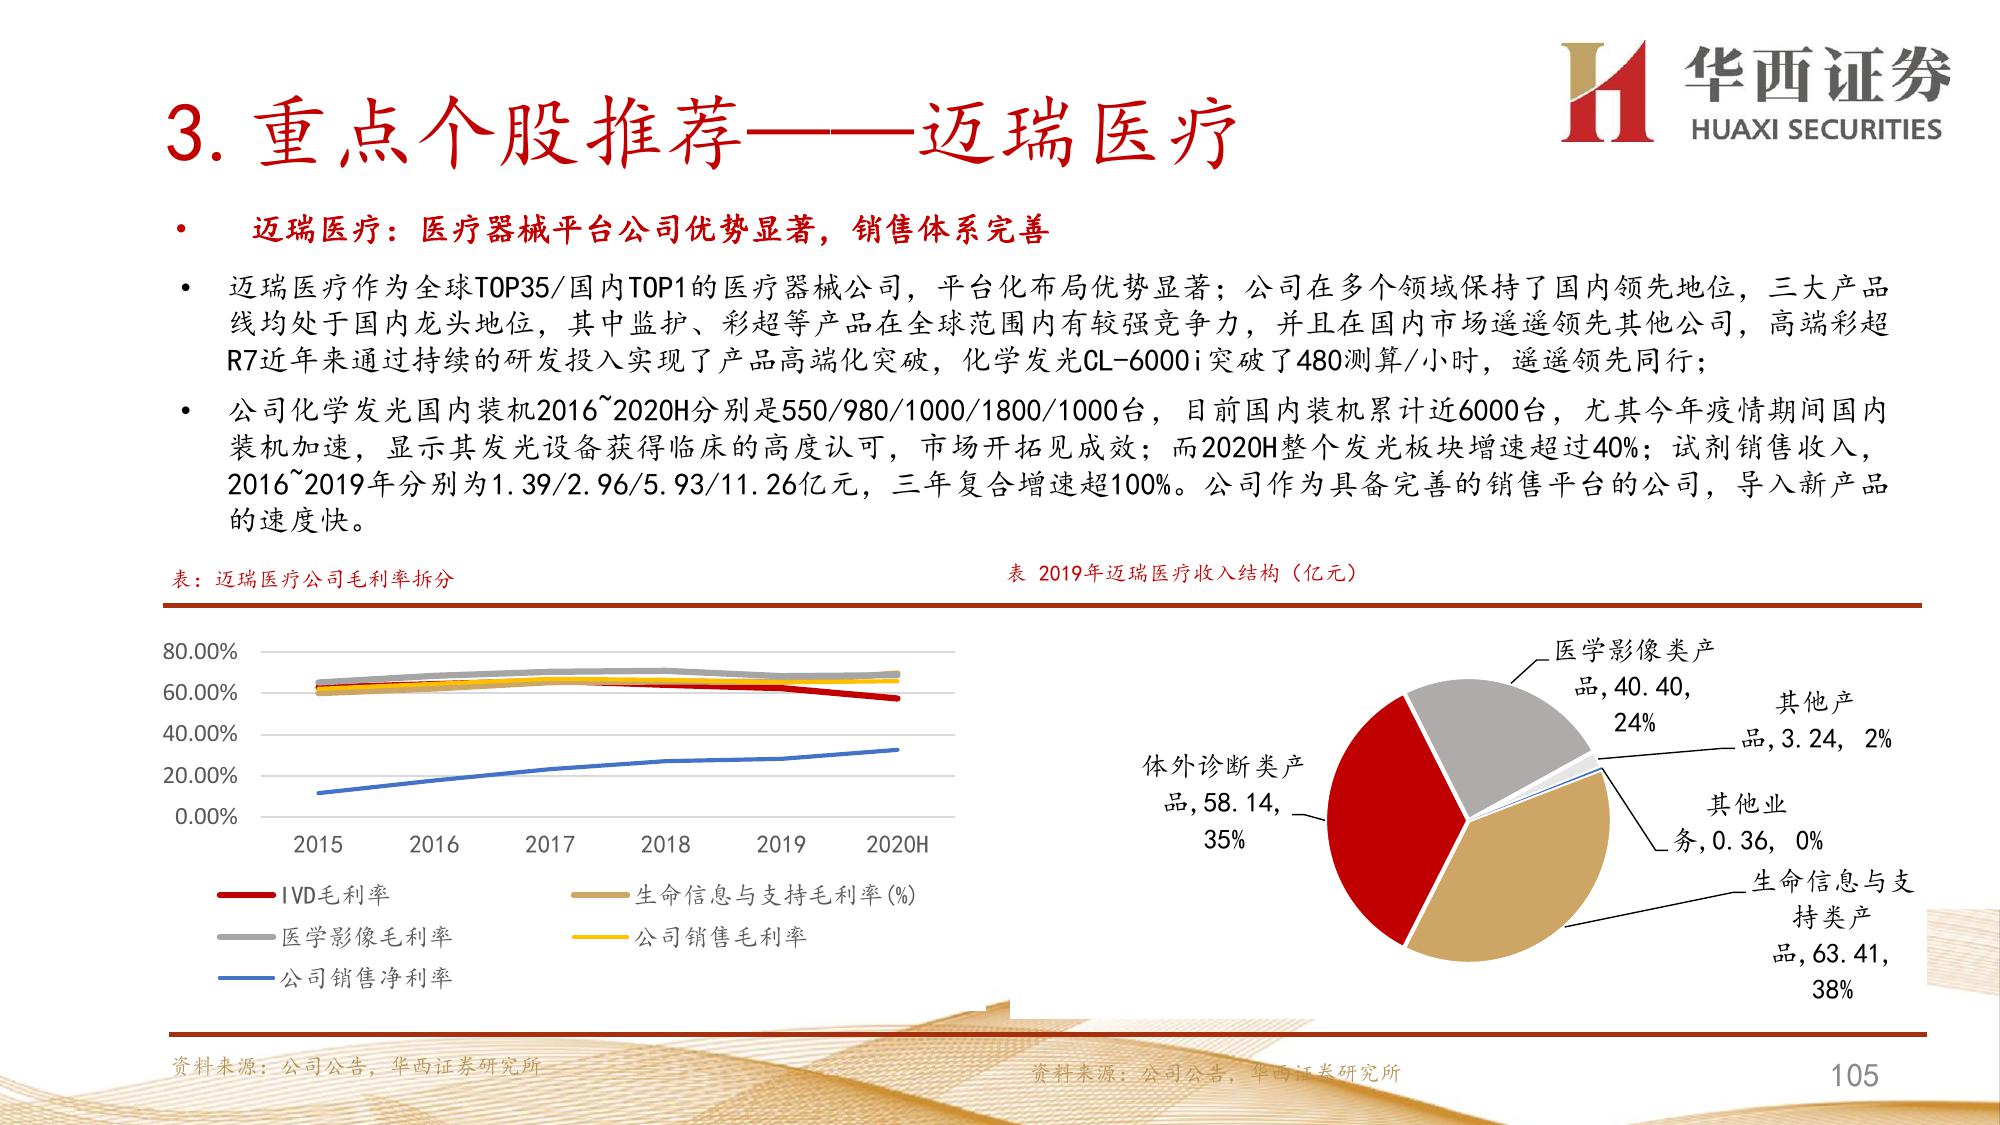 华西证券
HUAXI SECURITIES
3. 重点个股推荐——迈瑞医疗
• 迈瑞医疗：医疗器械平台公司优势显著，销售体系完善
• 迈瑞医疗作为全球TOP35/国内TOP1的医疗器械公司，平台化布局优势显著；公司在多个领域保持了国内领先地位，三大产品
线均处于国内龙头地位，其中监护、彩超等产品在全球范围内有较强竞争力，并且在国内市场遥遥领先其他公司，高端彩超
R7近年来通过持续的研发投入实现了产品高端化突破，化学发光CL-6000i突破了480测算/小时，遥遥领先同行；
• 公司化学发光国内装机2016~2020H分别是550/980/1000/1800/1000台，目前国内装机累计近6000台，尤其今年疫情期间国内
装机加速，显示其发光设备获得临床的高度认可，市场开拓见成效；而2020H整个发光板块增速超过40%；试剂销售收入，
2016~2019年分别为1.39/2.96/5.93/11.26亿元，三年复合增速超100%。公司作为具备完善的销售平台的公司，导入新产品
的速度快。
表：迈瑞医疗公司毛利率拆分
80.00%
60.00%
40.00%
20.00%
0.00%
2015 2016 2017 2018 2019 2020H
IVD毛利率
生命信息与支持毛利率(%)
医学影像毛利率
公司销售毛利率
公司销售净利率
表 2019年迈瑞医疗收入结构（亿元）
医学影像类产
品,40.40,
24%
其他产
品,3.24, 2%
体外诊断类产
品,58.14,
35%
其他业
务,0.36, 0%
生命信息与支
持类产
品,63.41,
38%
资料来源：公司公告，华西证券研究所
资料来源：公司公告，华西证券研究所
105